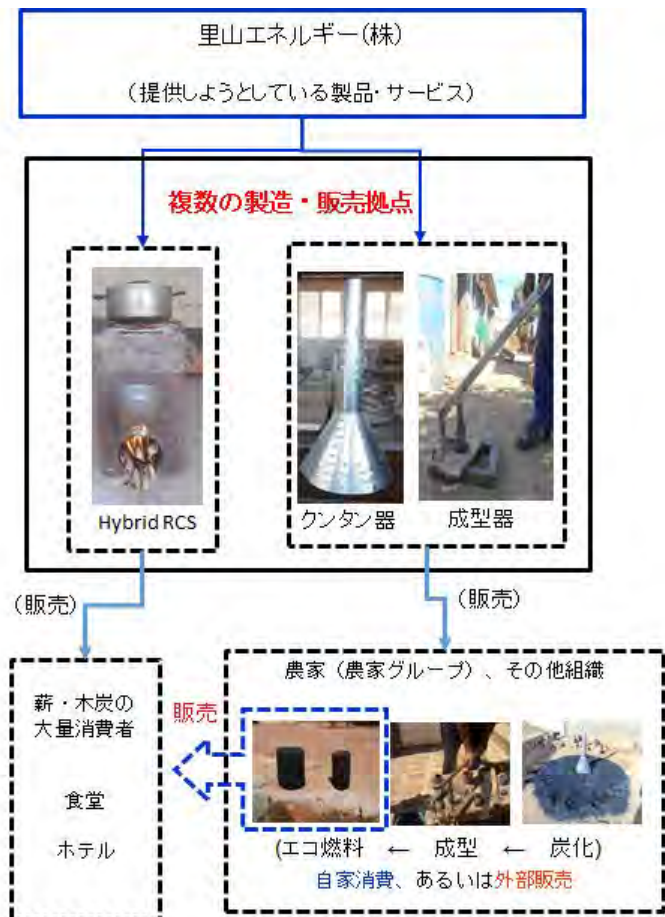 里山エネルギー(株)
(提供しようとしている製品・サービス)
複数の製造・販売拠点
Hybrid RCS
クンタン器
成型器
(販売)
(販売)
農家（農家グループ）、その他組織
薪・木炭の
大量消費者
食堂
ホテル
販売
(エコ燃料 ← 成型 ← 炭化)
自家消費、あるいは外部販売